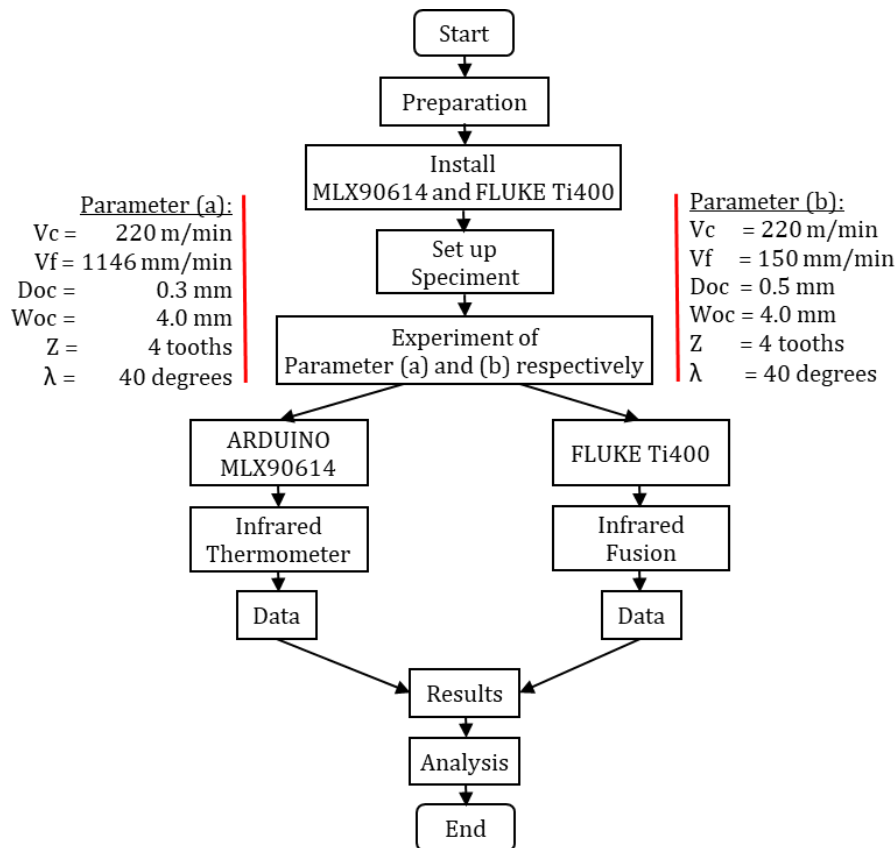 Start
Preparation
Install
MLX90614 and FLUKE Ti400
Parameter (a):
Vc = 220 m/min
Vf = 1146 mm/min
Doc = 0.3 mm
Woc = 4.0 mm
Z = 4 tooths
λ = 40 degrees
Set up
Speciment
Parameter (b):
Vc = 220 m/min
Vf = 150 mm/min
Doc = 0.5 mm
Woc = 4.0 mm
Z = 4 tooths
λ = 40 degrees
Experiment of
Parameter (a) and (b) respectively
ARDUINO
MLX90614
FLUKE Ti400
Infrared
Thermometer
Infrared
Fusion
Data
Data
Results
Analysis
End